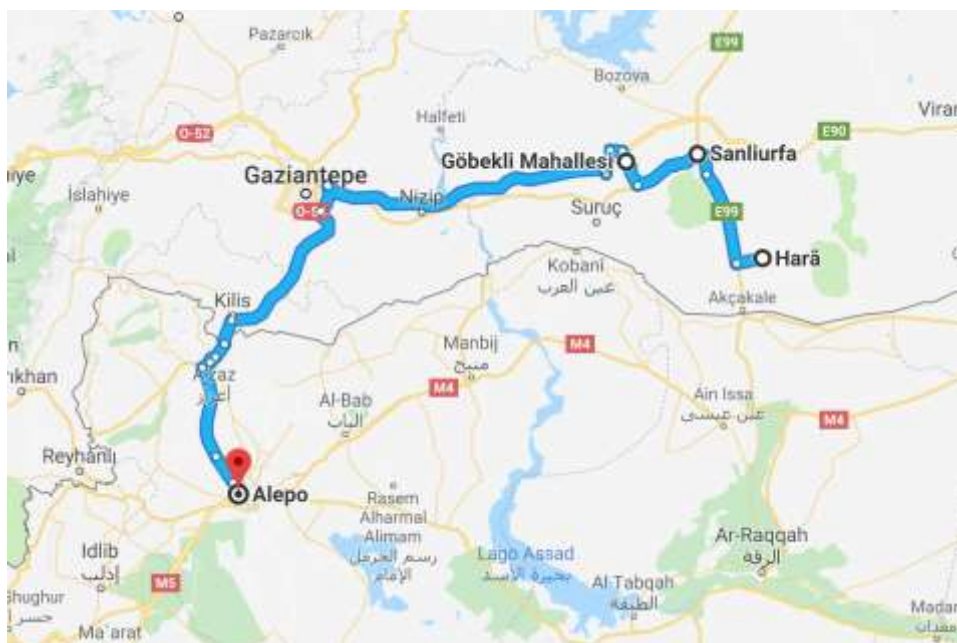 Pazarcık
E99
Bozova
Halfeti
O-52
Viran
E90
Göbekli Mahallesi
Sanliurfa
Gaziantepe
İslahiye
Nizip
Suruç
E99
Kobani
عين العرب
Harã
Kilis
Akçakale
Manbij
منبج
M4
Azaz
أعزاز
M4
Al-Bab
الباب
Ain Issa
عين عيسى
M4
Reyhanlı
Alepo
Rasem
Alharmal
Alimam
رسم الحرمل
الإمام
Ar-Raqqah
الرقة
Idlib
إدلب
M5
Lago Assad
بحيرة الأسد
Al Tabqah
الطبقة
Ma'arat